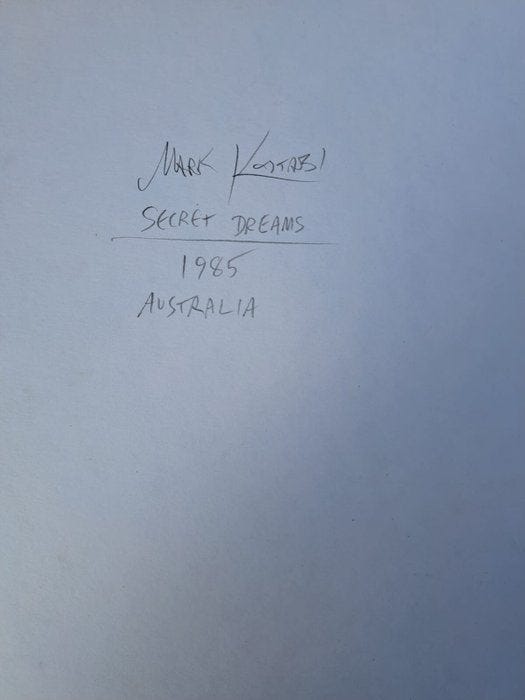 MARK KOSTABI
SECRET DREAMS
1985
AUSTRALIA